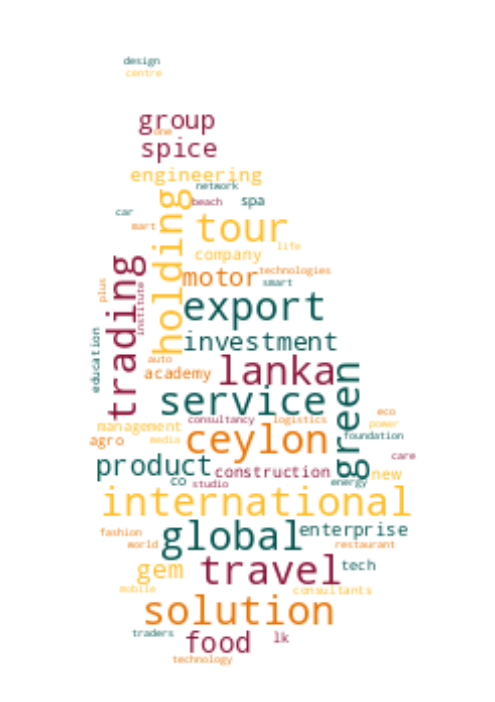 design
centre
group
one
spice
engineering
network
holding
beach
spa
car
mart
tour
life
company
trading
motor
technologies
smart
plus
institute
export
education
investment
auto
academy
lanka
green
service
consultancy
logistics
eco
power
management
media
agro
ceylon
foundation
care
product
construction
new
co
studio
energy
international
global
enterprise
fashion
world
restaurant
gem
travel
tech
mobile
consultants
solution
traders
food
lk
technology